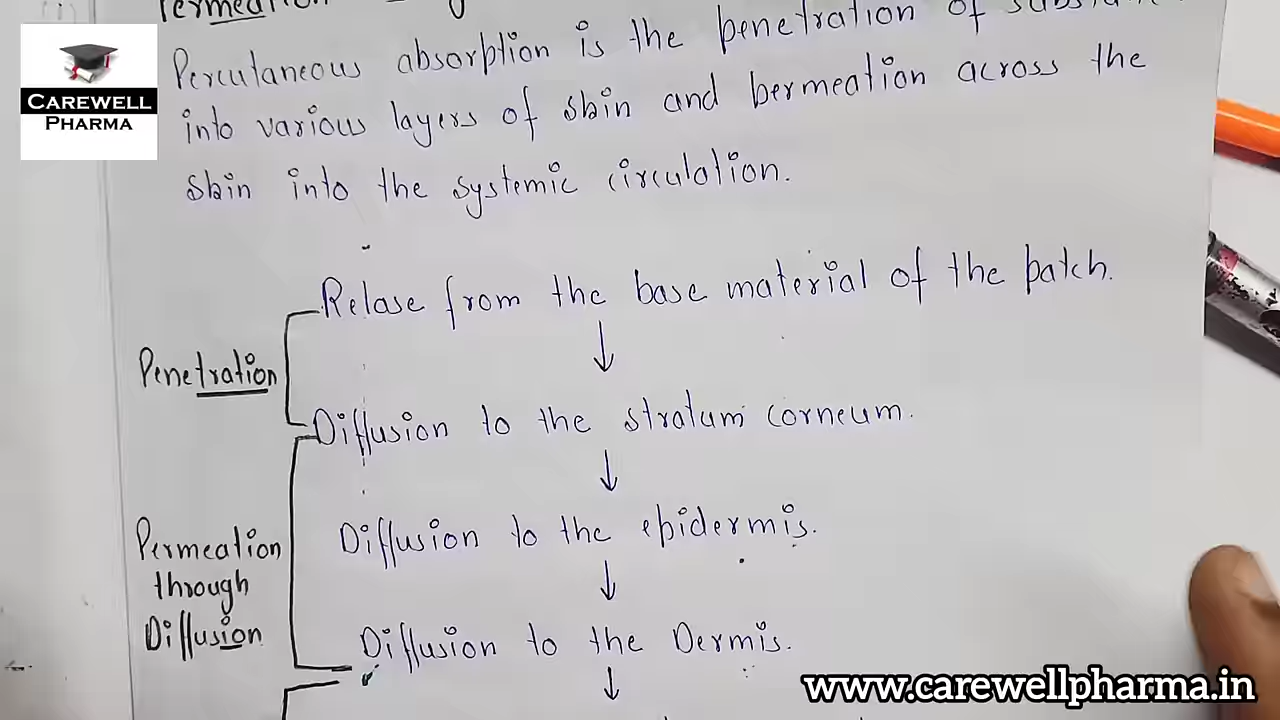 CAREWELL
PHARMA
Permeation
Percutaneous absorption is the penetration of
into various layers of skin and permeation across the
skin into the systemic circulation.
Relase from the base material of the patch.
↓
Penetration
Diffusion to the stratum corneum.
↓
Diffusion to the epidermis.
↓
Permeation
through
Diffusion
Diffusion to the Dermis.
↓
www.carewellpharma.in